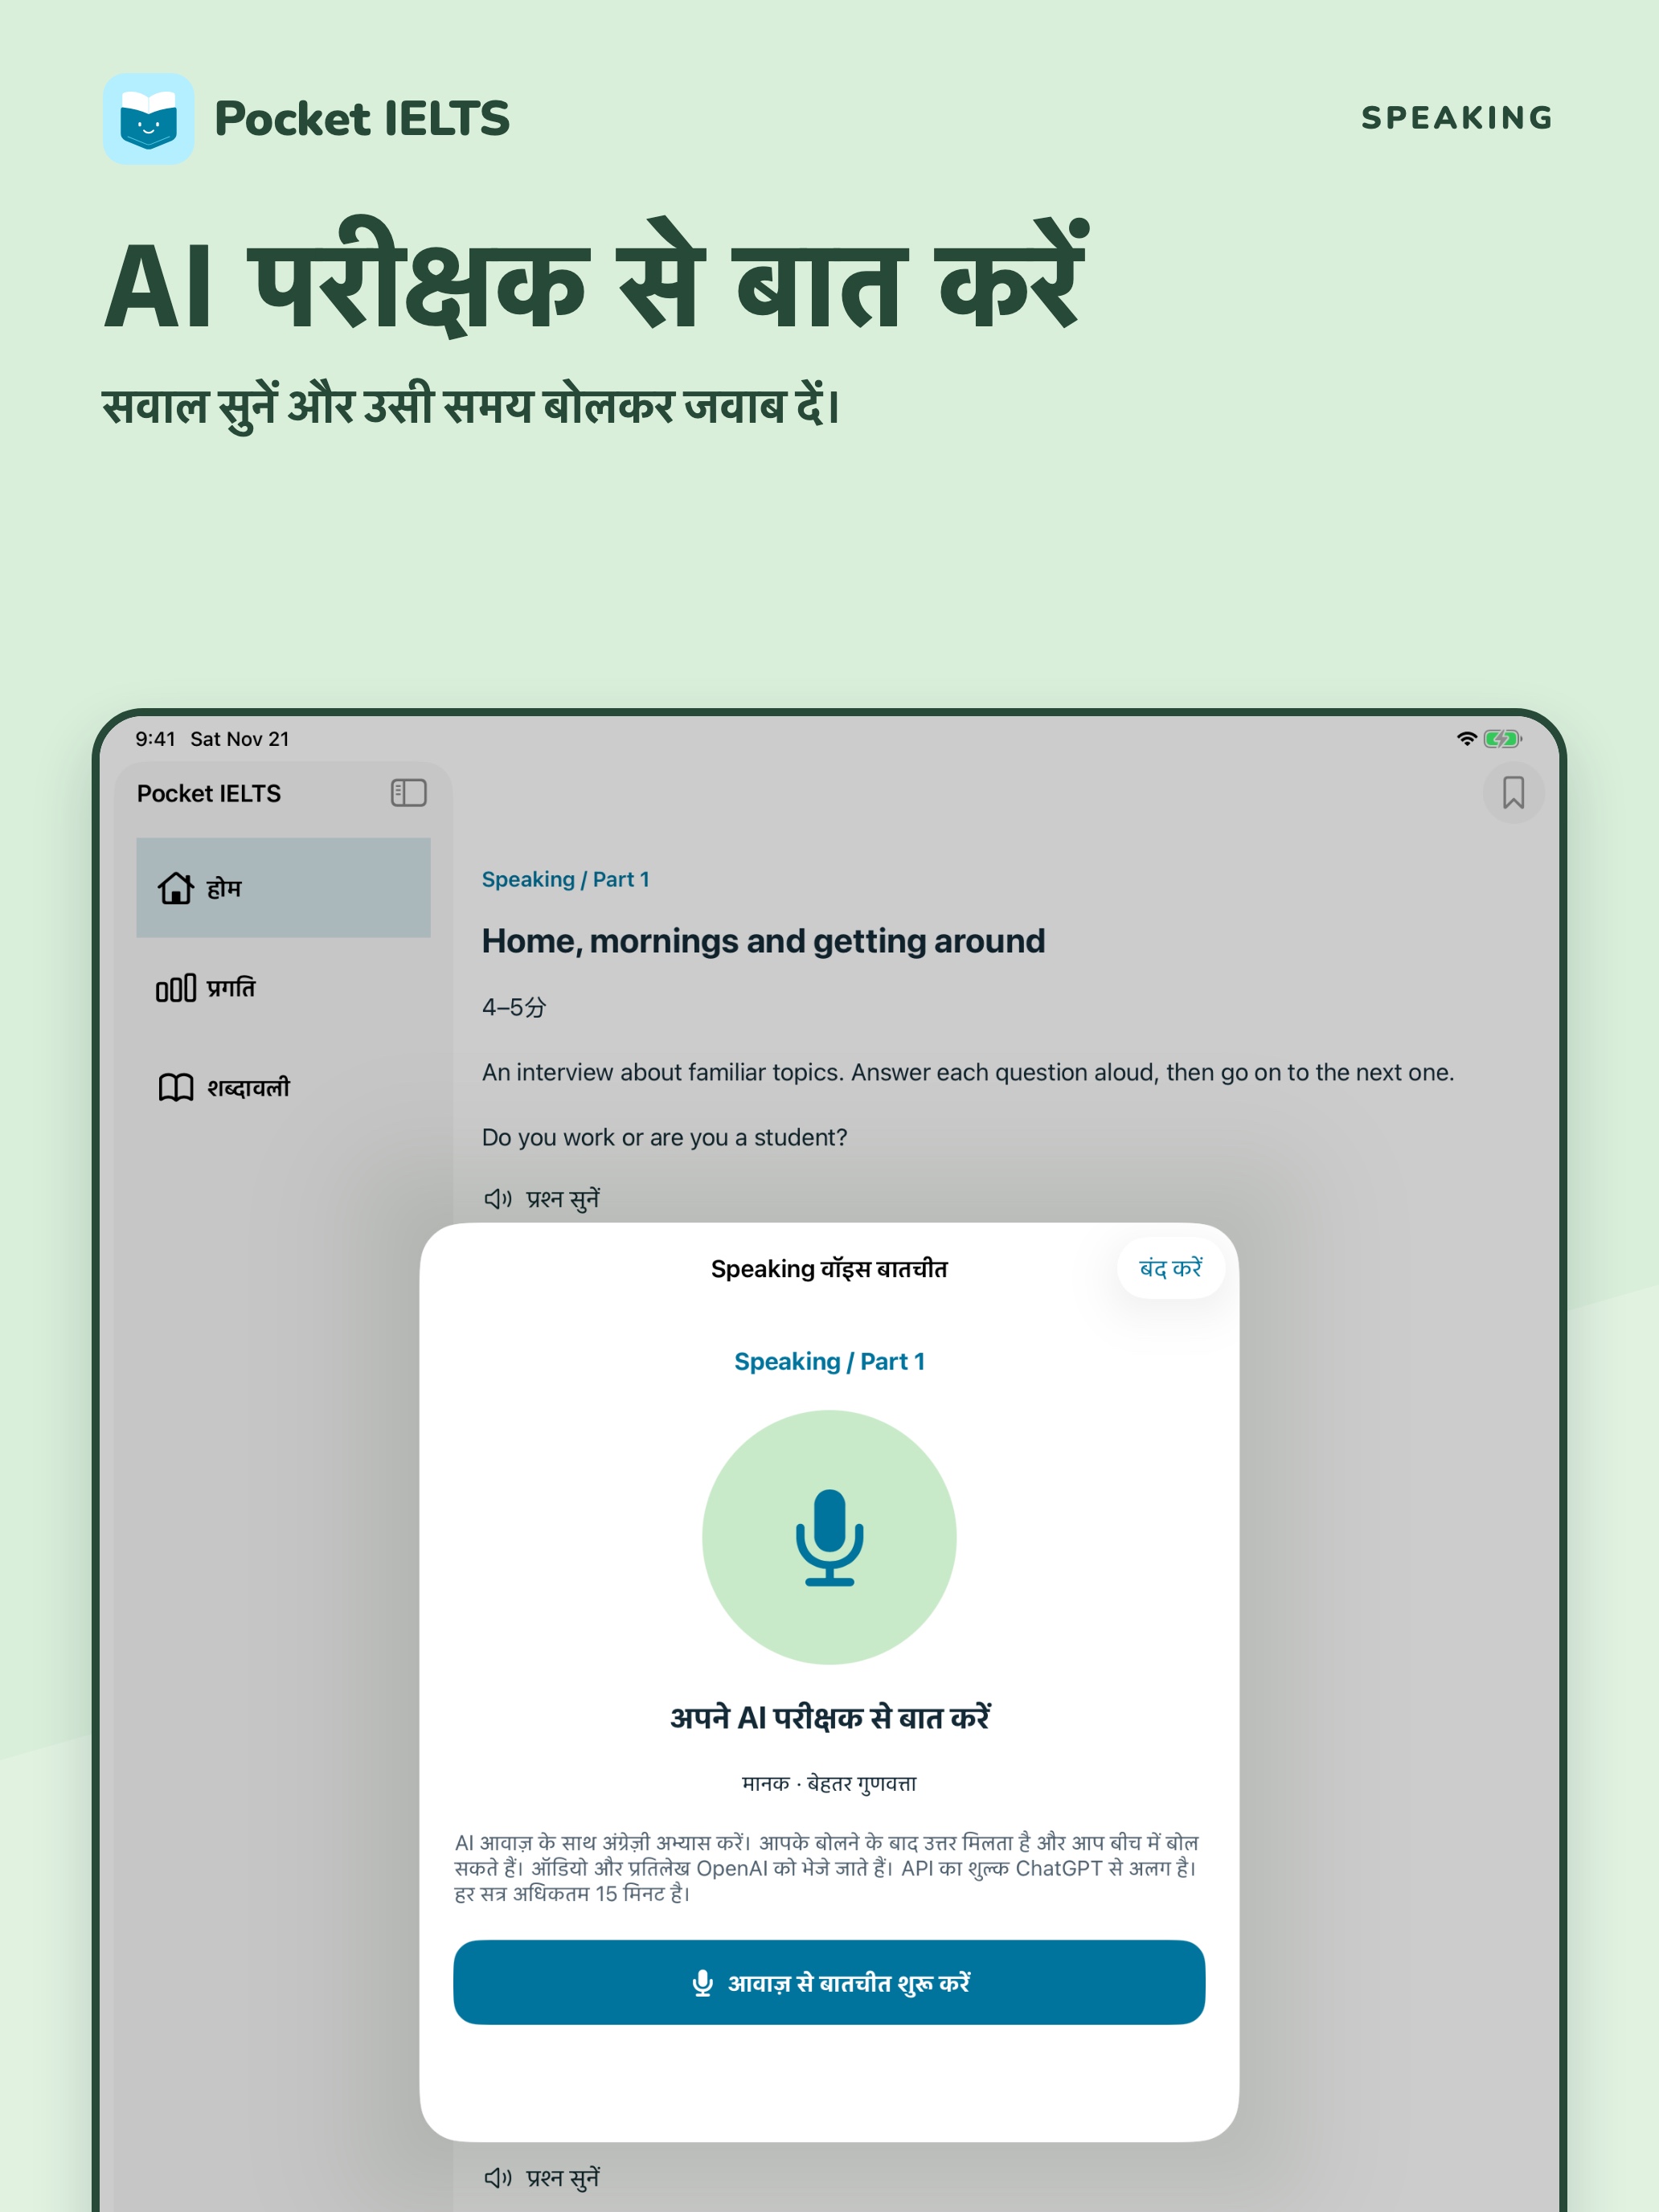 Pocket IELTS
SPEAKING
AI परीक्षक से बात करें
सवाल सुनें और उसी समय बोलकर जवाब दें।
9:41 Sat Nov 21
Pocket IELTS
होम
प्रगति
शब्दावली
Speaking / Part 1
Home, mornings and getting around
4–5分
An interview about familiar topics. Answer each question aloud, then go on to the next one.
Do you work or are you a student?
प्रश्न सुनें
Speaking वॉइस बातचीत
बंद करें
Speaking / Part 1
अपने AI परीक्षक से बात करें
मानक · बेहतर गुणवत्ता
AI आवाज़ के साथ अंग्रेज़ी अभ्यास करें। आपके बोलने के बाद उत्तर मिलता है और आप बीच में बोल
सकते हैं। ऑडियो और प्रतिलेख OpenAI को भेजे जाते हैं। API का शुल्क ChatGPT से अलग है।
हर सत्र अधिकतम 15 मिनट है।
आवाज़ से बातचीत शुरू करें
प्रश्न सुनें